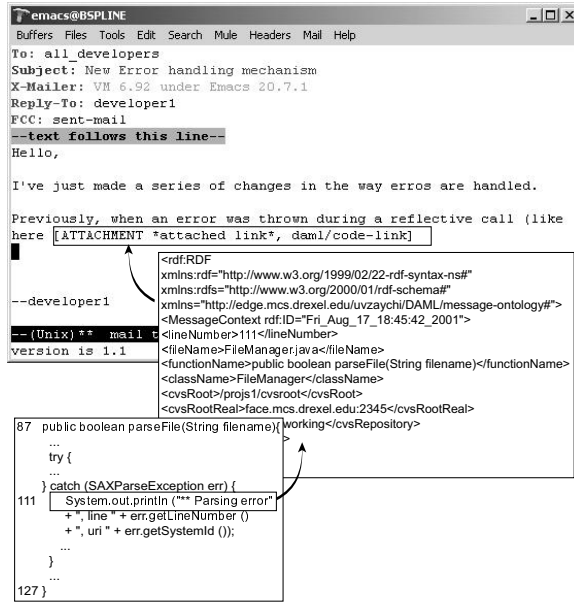 emacs@BSPLINE
Buffers Files Tools Edit Search Mule Headers Mail Help
To: all_developers
Subject: New Error handling mechanism
X-Mailer: VM 6.92 under Emacs 20.7.1
Reply-To: developer1
FCC: sent-mail
--text follows this line--
Hello,
I've just made a series of changes in the way erros are handled.
Previously, when an error was thrown during a reflective call (like
here [ATTACHMENT *attached link*, daml/code-link]
--developer1
--(Unix)** mail t
version is 1.1
<rdf:RDF
xmlns:rdf="http://www.w3.org/1999/02/22-rdf-syntax-ns#"
xmlns:rdfs="http://www.w3.org/2000/01/rdf-schema#"
xmlns="http://edge.mcs.drexel.edu/uvzaychi/DAML/message-ontology#">
<MessageContext rdf:ID="Fri_Aug_17_18:45:42_2001">
<lineNumber>111</lineNumber>
<fileName>FileManager.java</fileName>
<functionName>public boolean parseFile(String filename)</functionName>
<className>FileManager</className>
<cvsRoot>/projs1/cvsroot</cvsRoot>
<cvsRootReal>face.mcs.drexel.edu:2345</cvsRootReal>
working</cvsRepository>
>
87 public boolean parseFile(String filename){
...
try {
...
} catch (SAXParseException err) {
111 System.out.println ("** Parsing error"
+ ", line " + err.getLineNumber ()
+ ", uri " + err.getSystemId ());
...
}
...
127 }